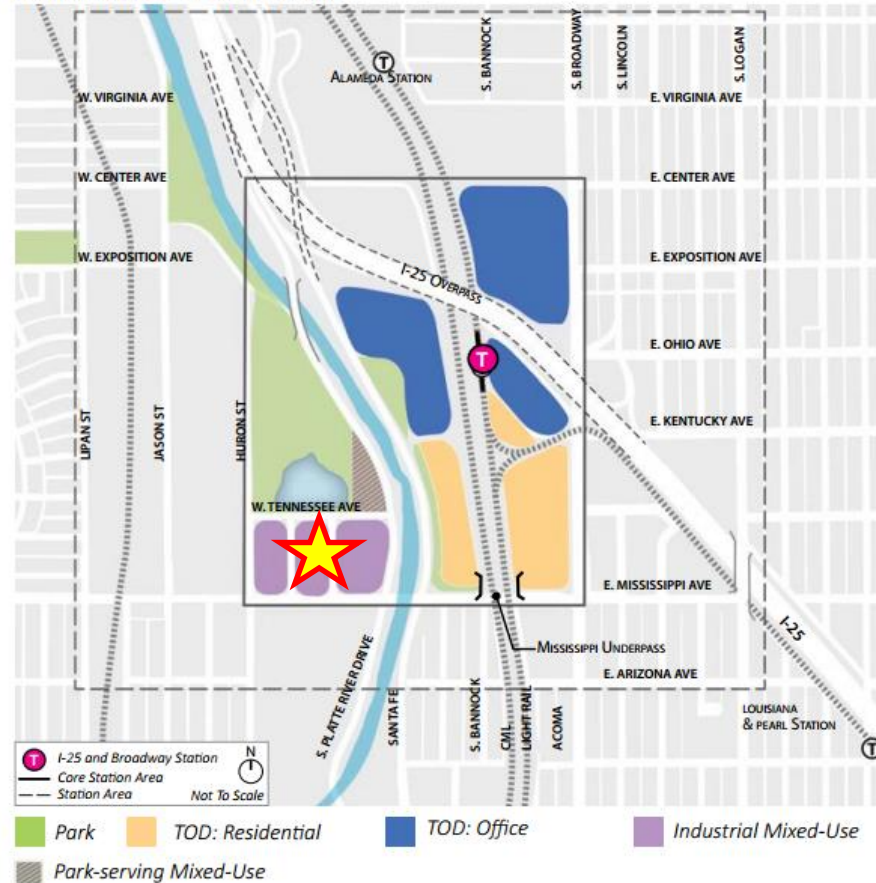 T
ALAMEDA STATION
S. BANNOCK
S. BROADWAY
S. LINCOLN
S. LOGAN
W. VIRGINIA AVE
E. VIRGINIA AVE
W. CENTER AVE
E. CENTER AVE
W. EXPOSITION AVE
E. EXPOSITION AVE
I-25 OVERPASS
E. OHIO AVE
T
E. KENTUCKY AVE
LIPAN ST
JASON ST
HURON ST
W. TENNESSEE AVE
E. MISSISSIPPI AVE
I-25
MISSISSIPPI UNDERPASS
E. ARIZONA AVE
S. PLATTE RIVER DRIVE
SANTA FE
S. BANNOCK
CML
LIGHT RAIL
ACOMA
LOUISIANA
& PEARL STATION
T
T I-25 and Broadway Station
Core Station Area
Station Area
N
Not To Scale
Park
TOD: Residential
TOD: Office
Industrial Mixed-Use
Park-serving Mixed-Use